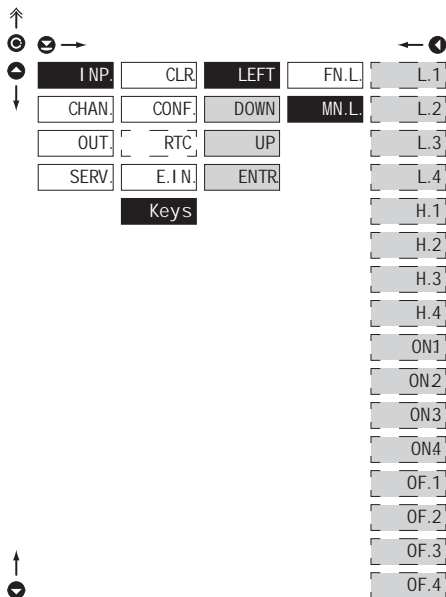 INP. CLR. LEFT FN.L. L.1
CHAN. CONF. DOWN MN.L. L.2
OUT. RTC UP L.3
SERV. E.IN. ENTR. L.4
Keys H.1
H.2
H.3
H.4
ON1
ON2
ON3
ON4
OF.1
OF.2
OF.3
OF.4